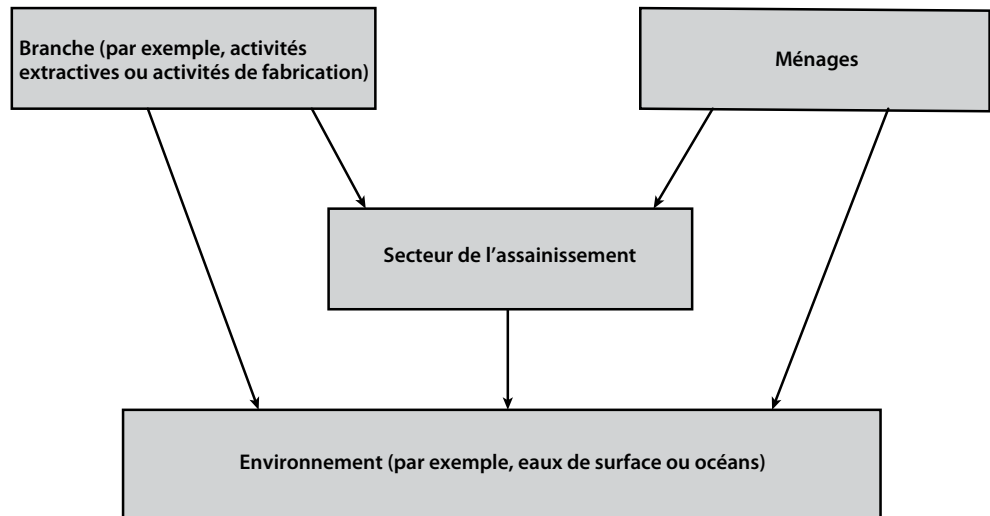 Branche (par exemple, activités
extractives ou activités de fabrication)
Ménages
Secteur de l’assainissement
Environnement (par exemple, eaux de surface ou océans)